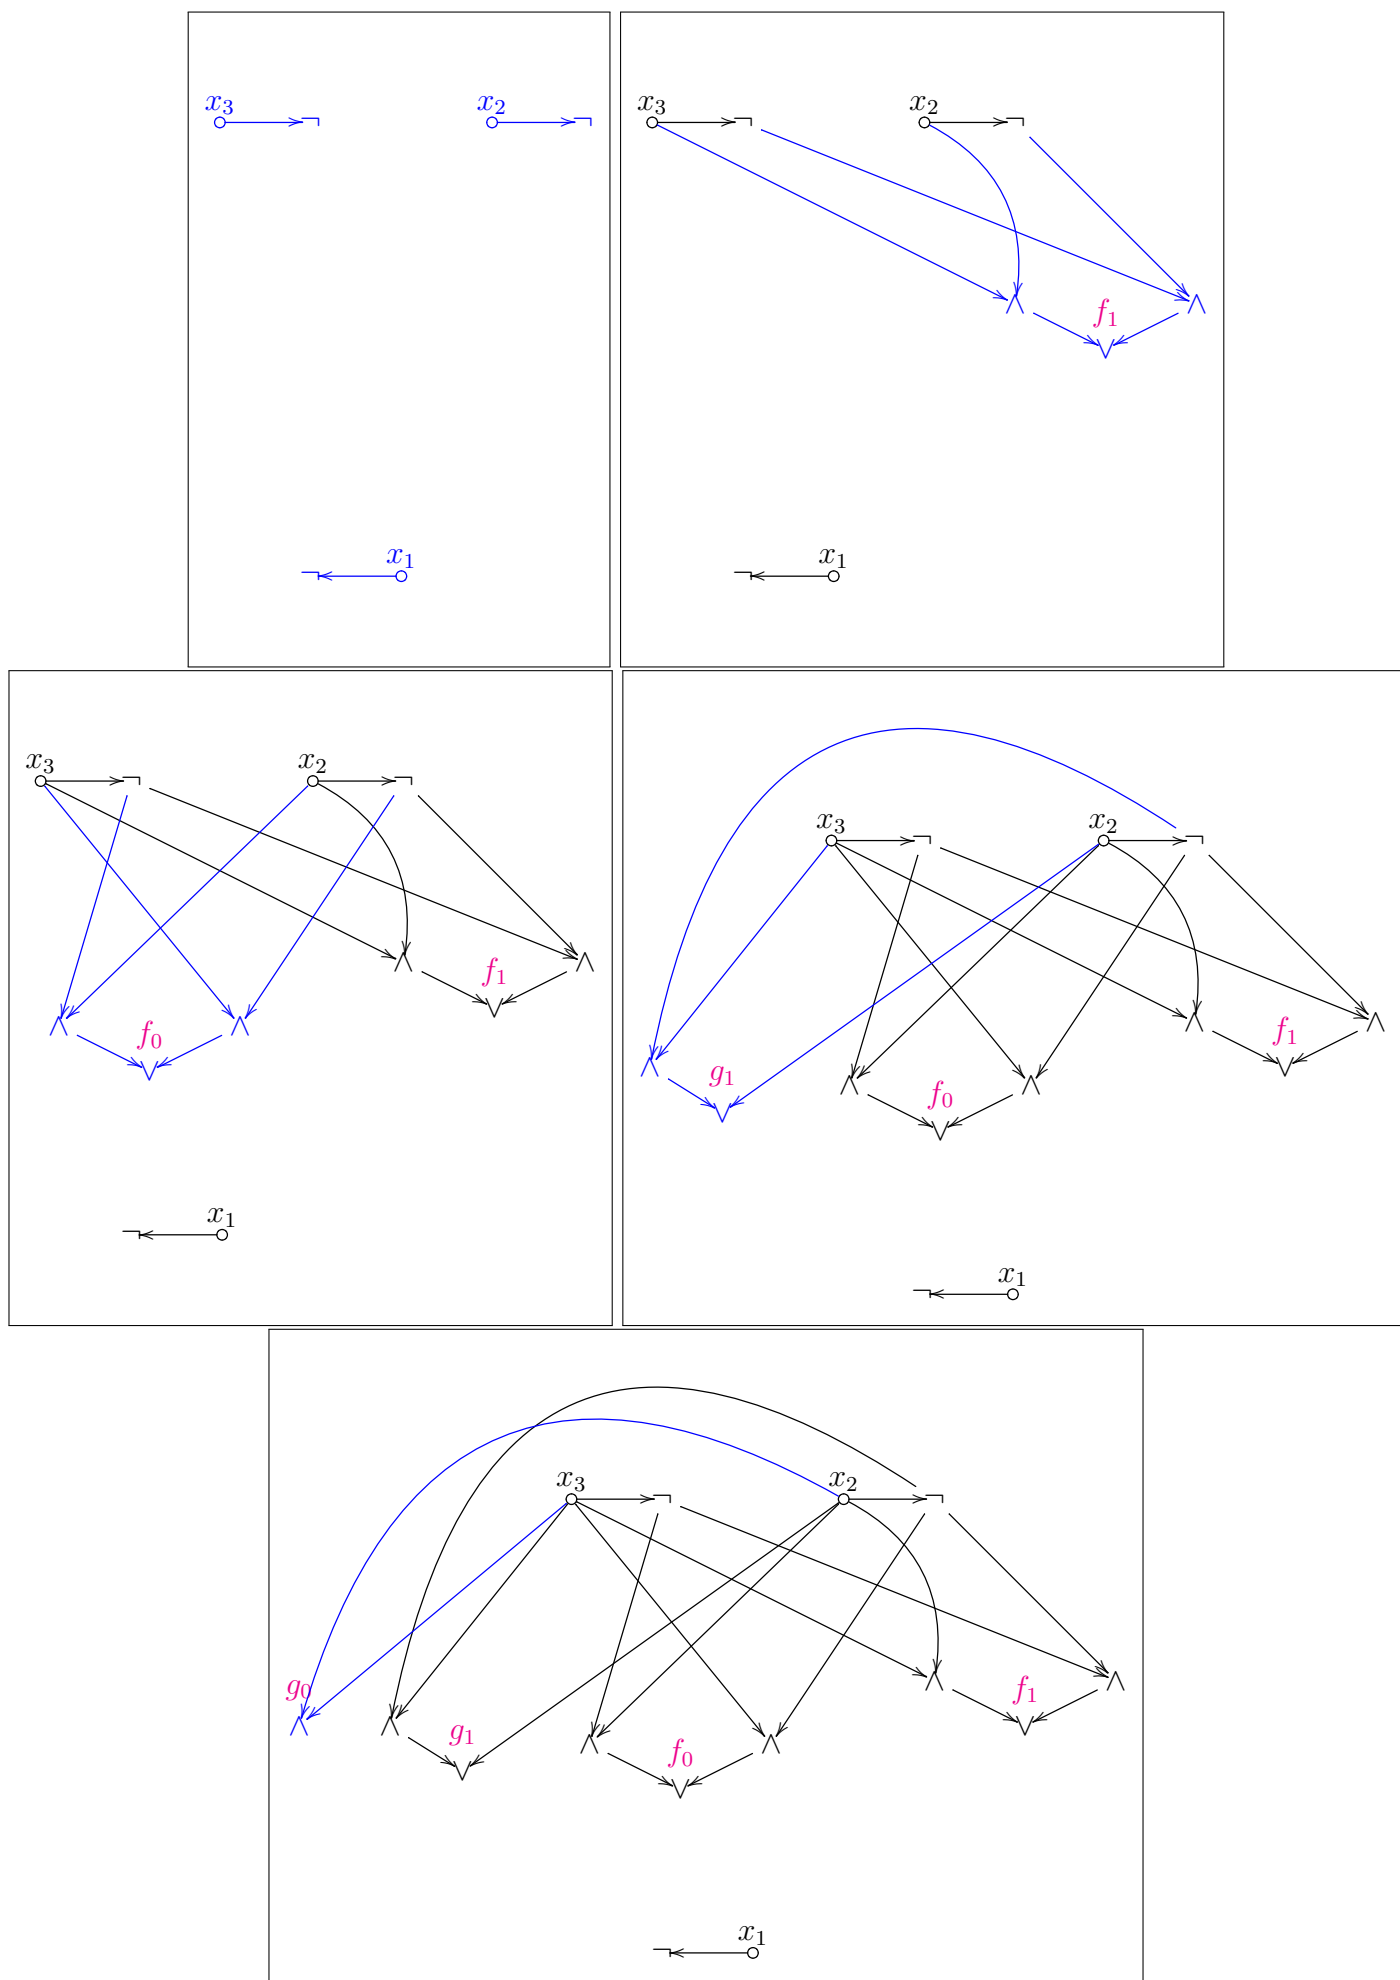 x₃ ¬ x₂ ¬
¬ x₁
x₃ ¬ x₂ ¬
∧ f₁ ∧
∨
¬ x₁
x₃ ¬ x₂ ¬
∧ f₁ ∧
∨
∧ f₀ ∧
∨
¬ x₁
x₃ ¬ x₂ ¬
∧ f₁ ∧
∨
∧ g₁ ∧ f₀ ∧
∨ ∨
¬ x₁
x₃ ¬ x₂ ¬
∧ f₁ ∧
g₀
∧ ∧ g₁ ∧ f₀ ∧ ∨
∨ ∨
¬ x₁